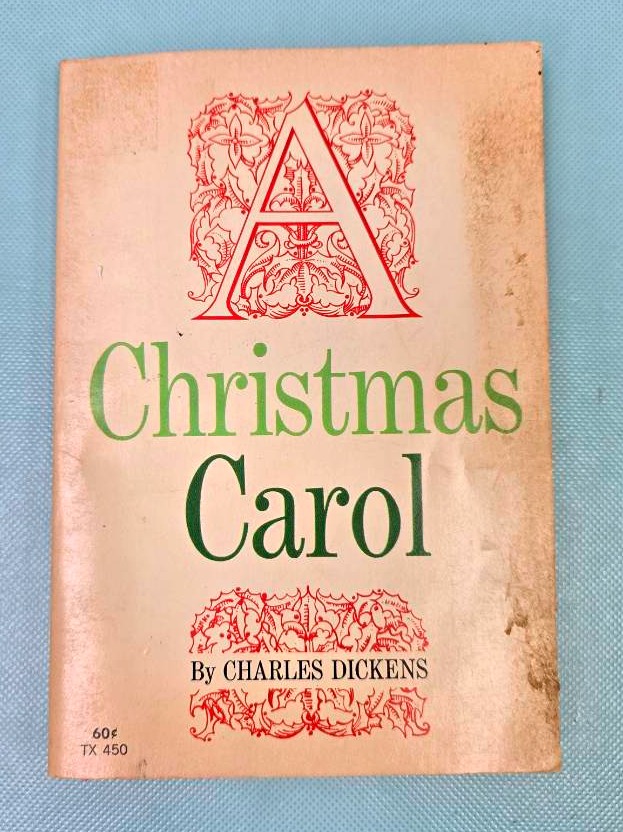 A
Christmas
Carol
By CHARLES DICKENS
60¢
TX 450